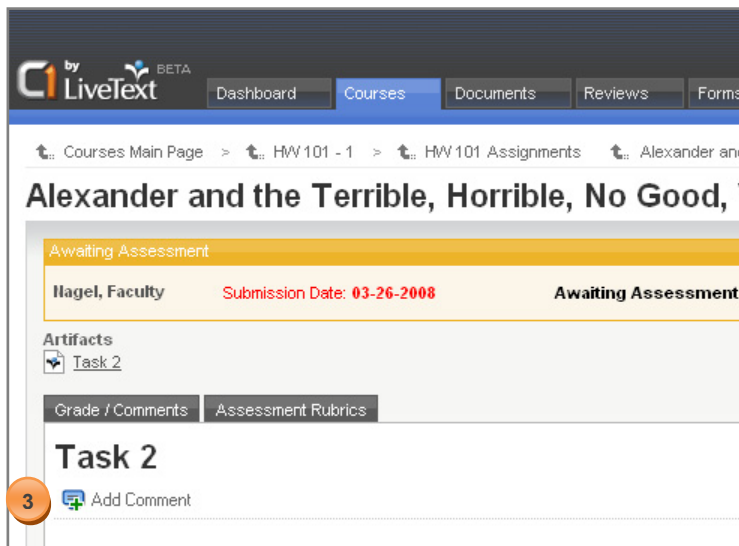 C1 by LiveText BETA
Dashboard Courses Documents Reviews Forms
Courses Main Page > HW 101 - 1 > HW 101 Assignments Alexander an
Alexander and the Terrible, Horrible, No Good,
Awaiting Assessment
Nagel, Faculty Submission Date: 03-26-2008 Awaiting Assessment
Artifacts
Task 2
Grade / Comments Assessment Rubrics
Task 2
3 Add Comment